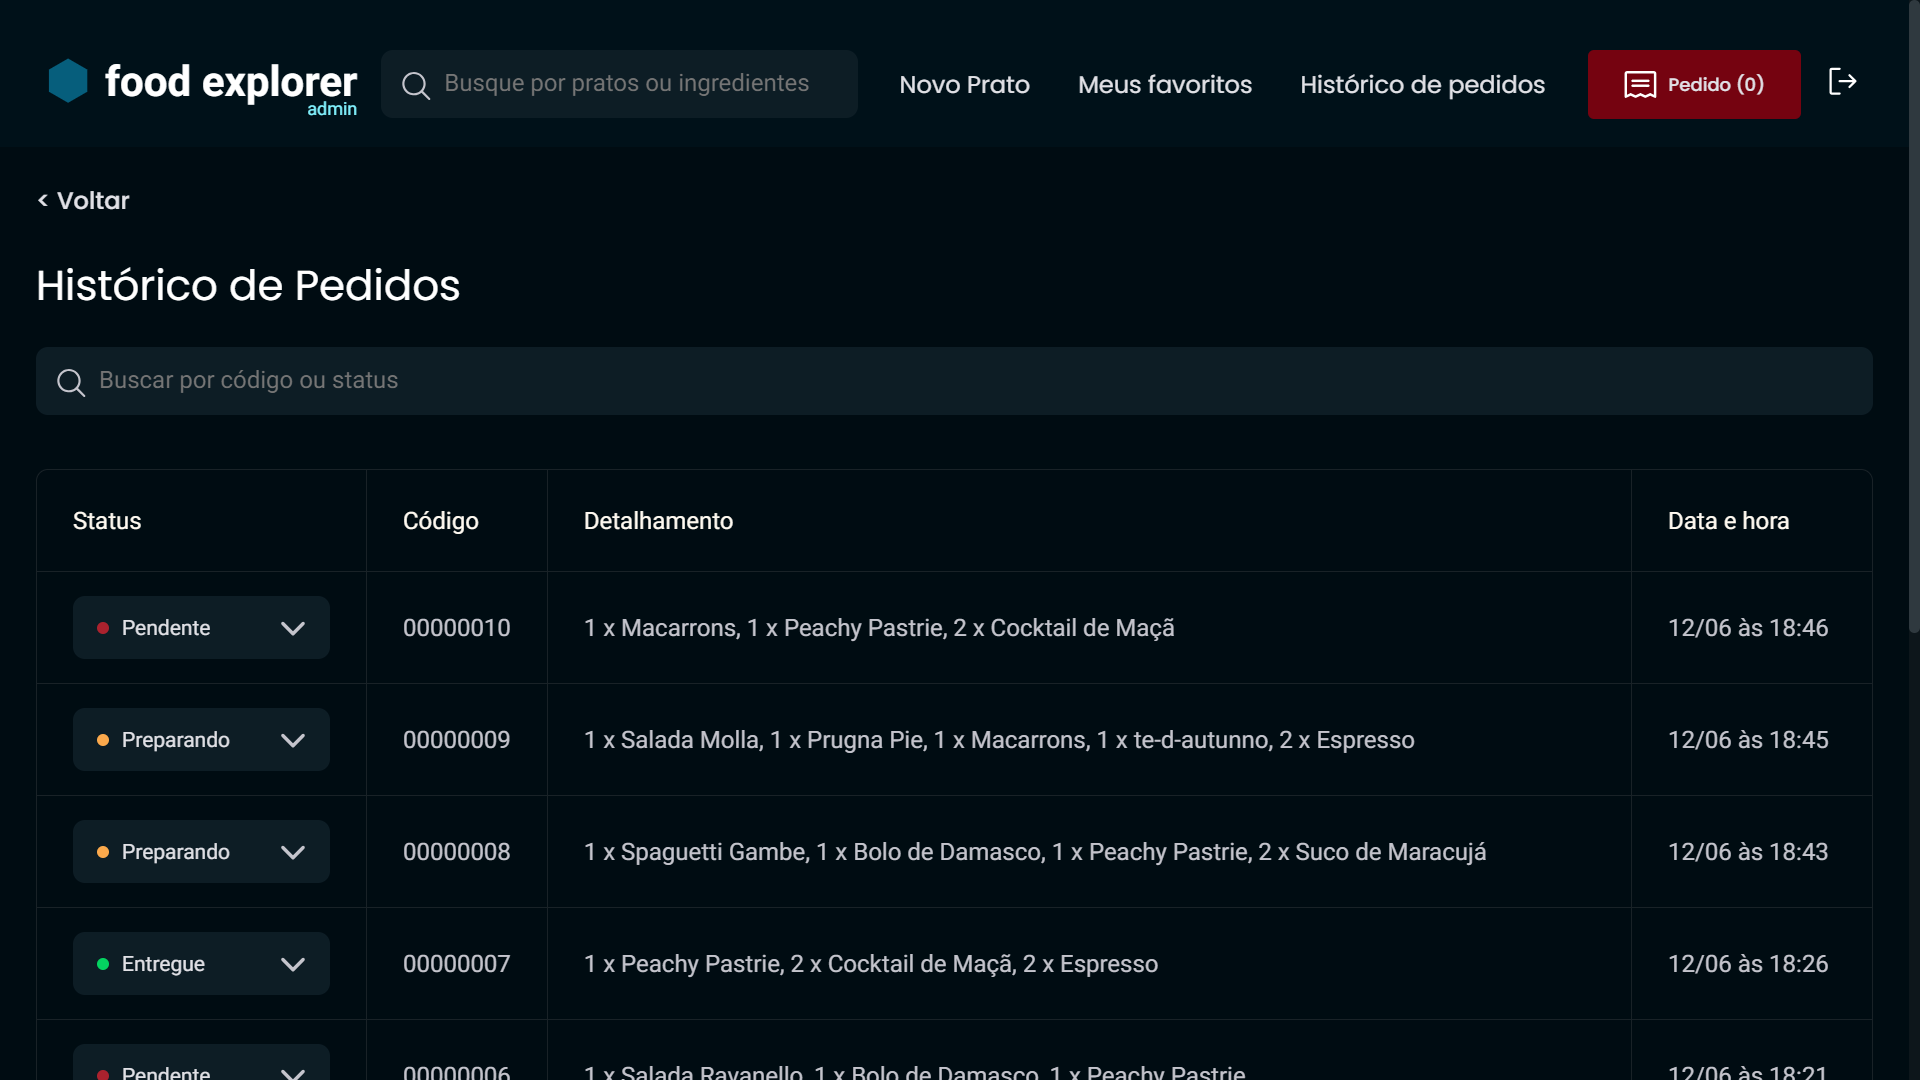 food explorer
admin
Busque por pratos ou ingredientes
Novo Prato
Meus favoritos
Histórico de pedidos
Pedido (0)
< Voltar
Histórico de Pedidos
Buscar por código ou status
Status Código Detalhamento Data e hora
Pendente 00000010 1 x Macarrons, 1 x Peachy Pastrie, 2 x Cocktail de Maçã 12/06 às 18:46
Preparando 00000009 1 x Salada Molla, 1 x Prugna Pie, 1 x Macarrons, 1 x te-d-autunno, 2 x Espresso 12/06 às 18:45
Preparando 00000008 1 x Spaguetti Gambe, 1 x Bolo de Damasco, 1 x Peachy Pastrie, 2 x Suco de Maracujá 12/06 às 18:43
Entregue 00000007 1 x Peachy Pastrie, 2 x Cocktail de Maçã, 2 x Espresso 12/06 às 18:26
Pendente 00000006 1 x Salada Ravanello, 1 x Bolo de Damasco, 1 x Peachy Pastrie 12/06 às 18:21